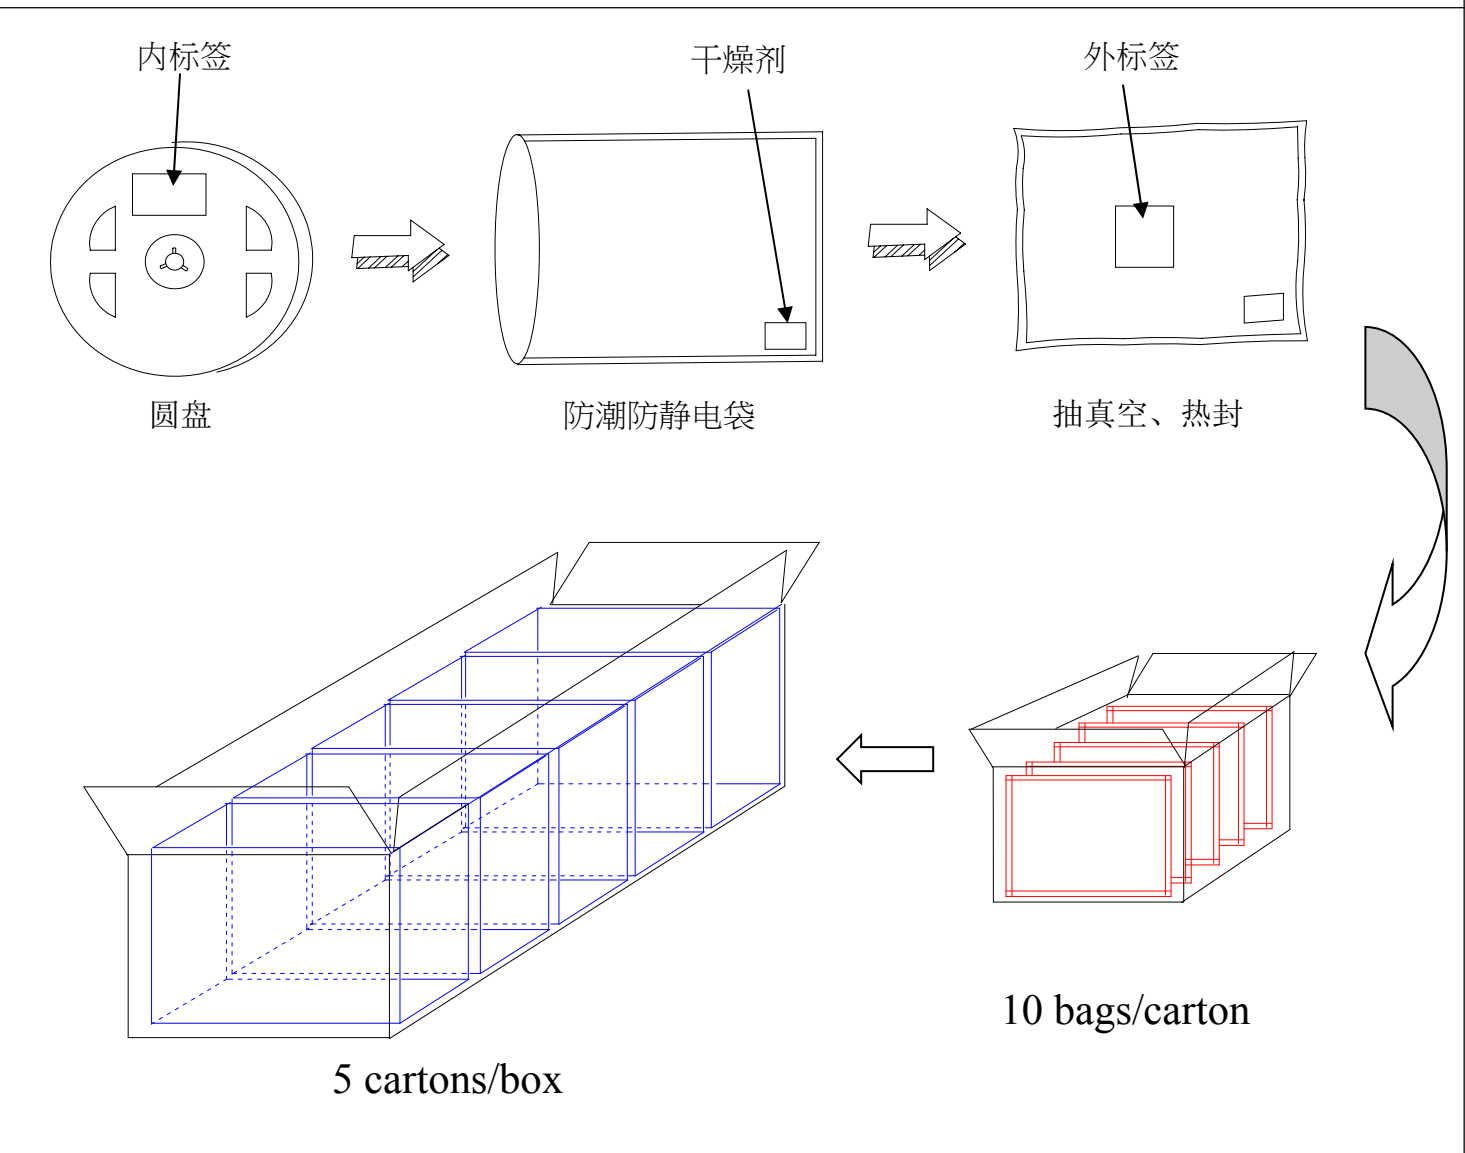 内标签
干燥剂
外标签
圆盘
防潮防静电袋
抽真空、热封
10 bags/carton
5 cartons/box